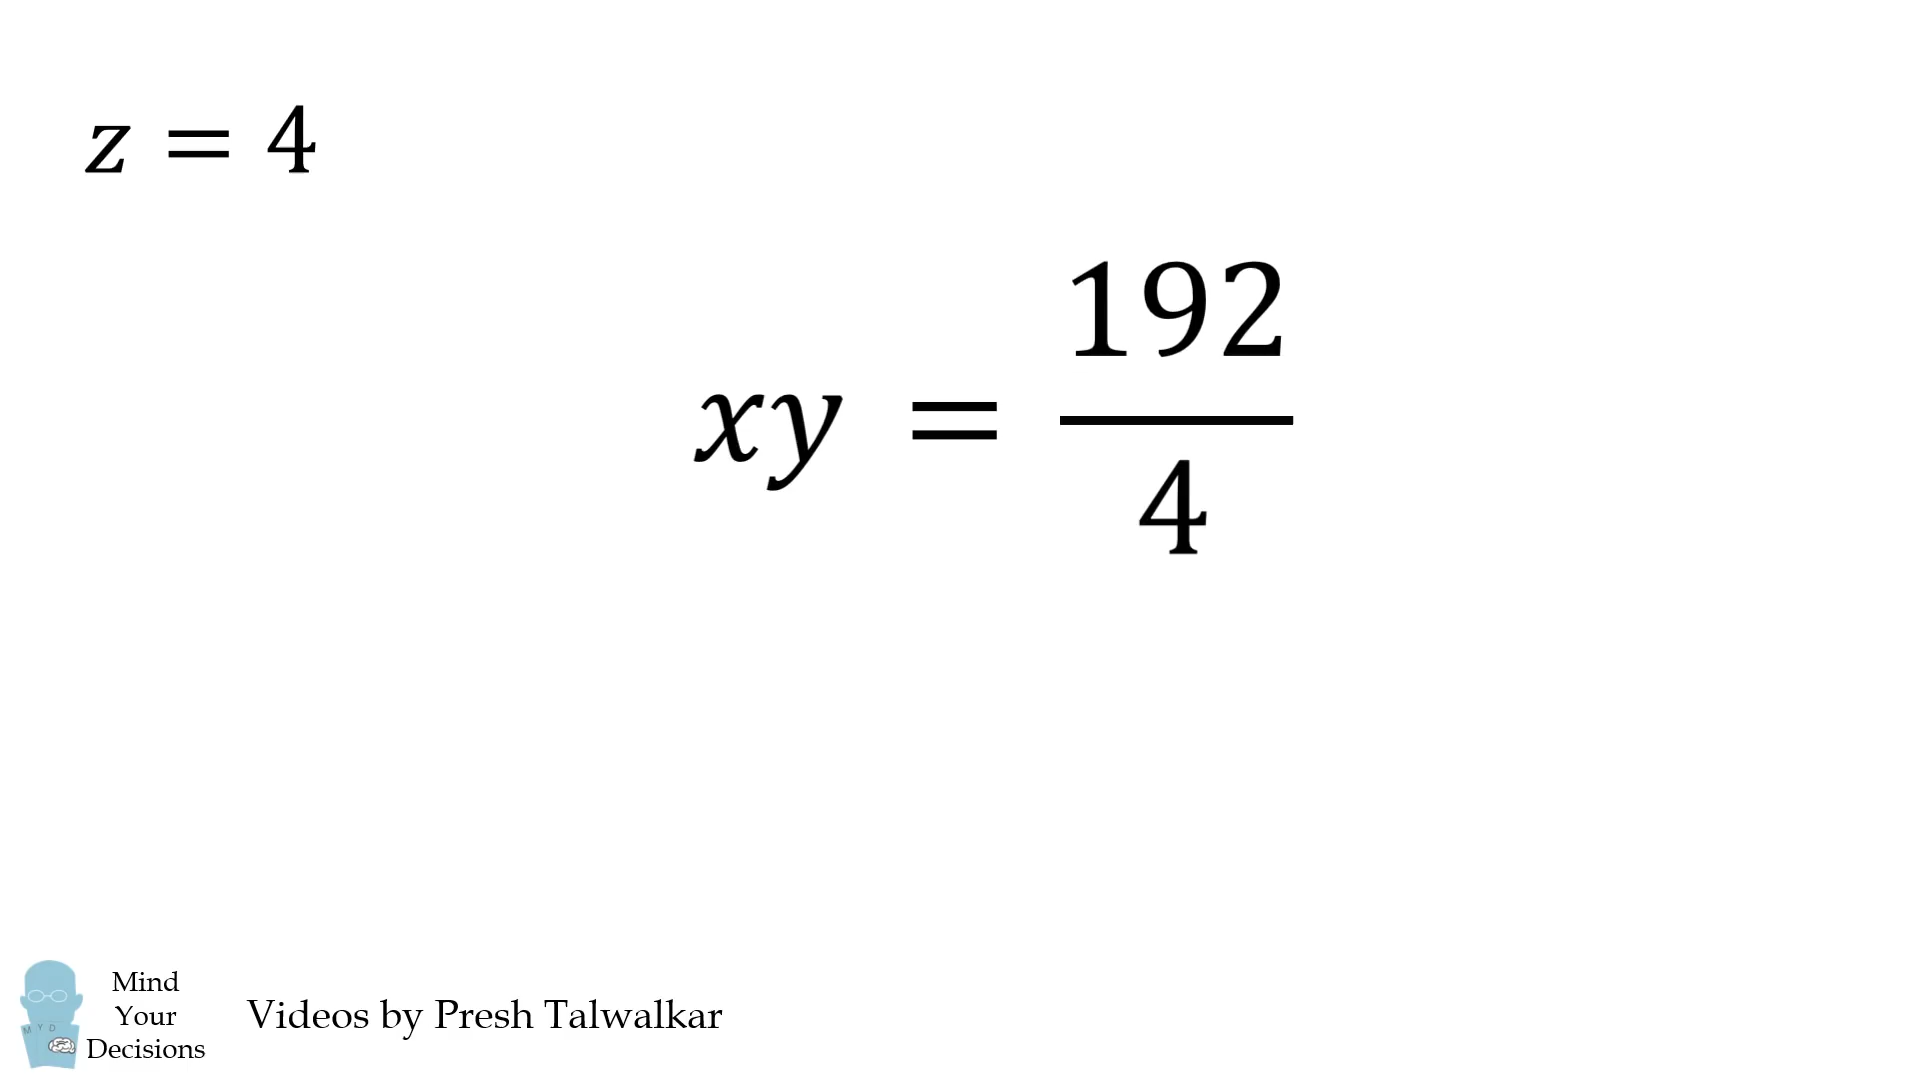 z = 4
xy = 192/4
Mind
Your
Decisions
M Y D
Videos by Presh Talwalkar